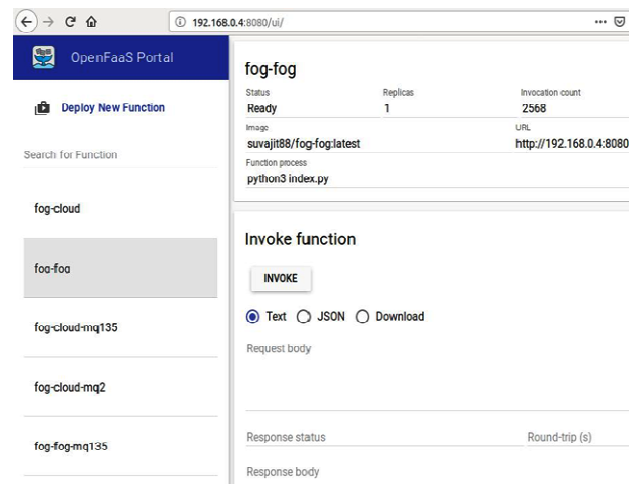 192.168.0.4:8080/ui/
OpenFaaS Portal
Deploy New Function
Search for Function
fog-cloud
fog-fog
fog-cloud-mq135
fog-cloud-mq2
fog-fog-mq135
fog-fog
Status
Replicas
Invocation count
Ready
1
2568
Image
URL
suvajit88/fog-fog:latest
http://192.168.0.4:8080
Function process
python3 index.py
Invoke function
INVOKE
Text
JSON
Download
Request body
Response status
Round-trip (s)
Response body